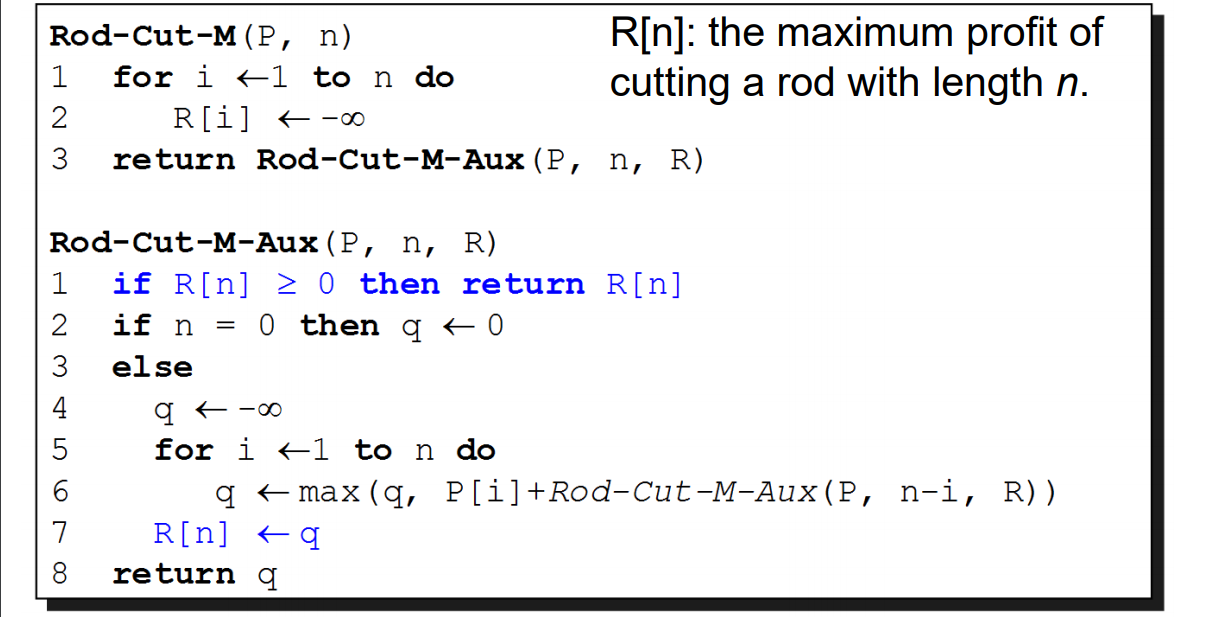 Rod-Cut-M(P, n)
R[n]: the maximum profit of
cutting a rod with length n.
1 for i ←1 to n do
2 R[i] ← -∞
3 return Rod-Cut-M-Aux(P, n, R)
Rod-Cut-M-Aux(P, n, R)
1 if R[n] ≥ 0 then return R[n]
2 if n = 0 then q ← 0
3 else
4 q ← -∞
5 for i ←1 to n do
6 q ← max(q, P[i]+Rod-Cut-M-Aux(P, n-i, R))
7 R[n] ← q
8 return q